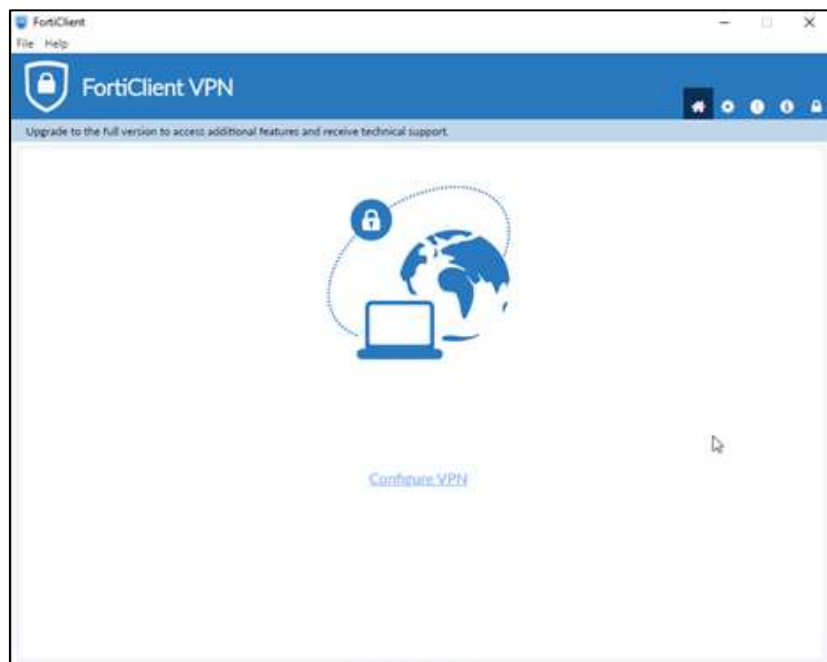 FortiClient
File Help
FortiClient VPN
Upgrade to the full version to access additional features and receive technical support.
Configure VPN